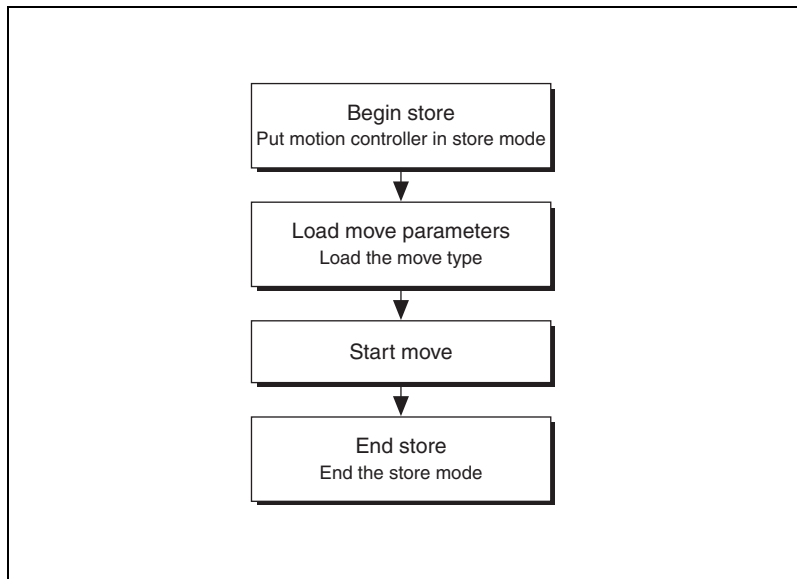 Begin store
Put motion controller in store mode
Load move parameters
Load the move type
Start move
End store
End the store mode